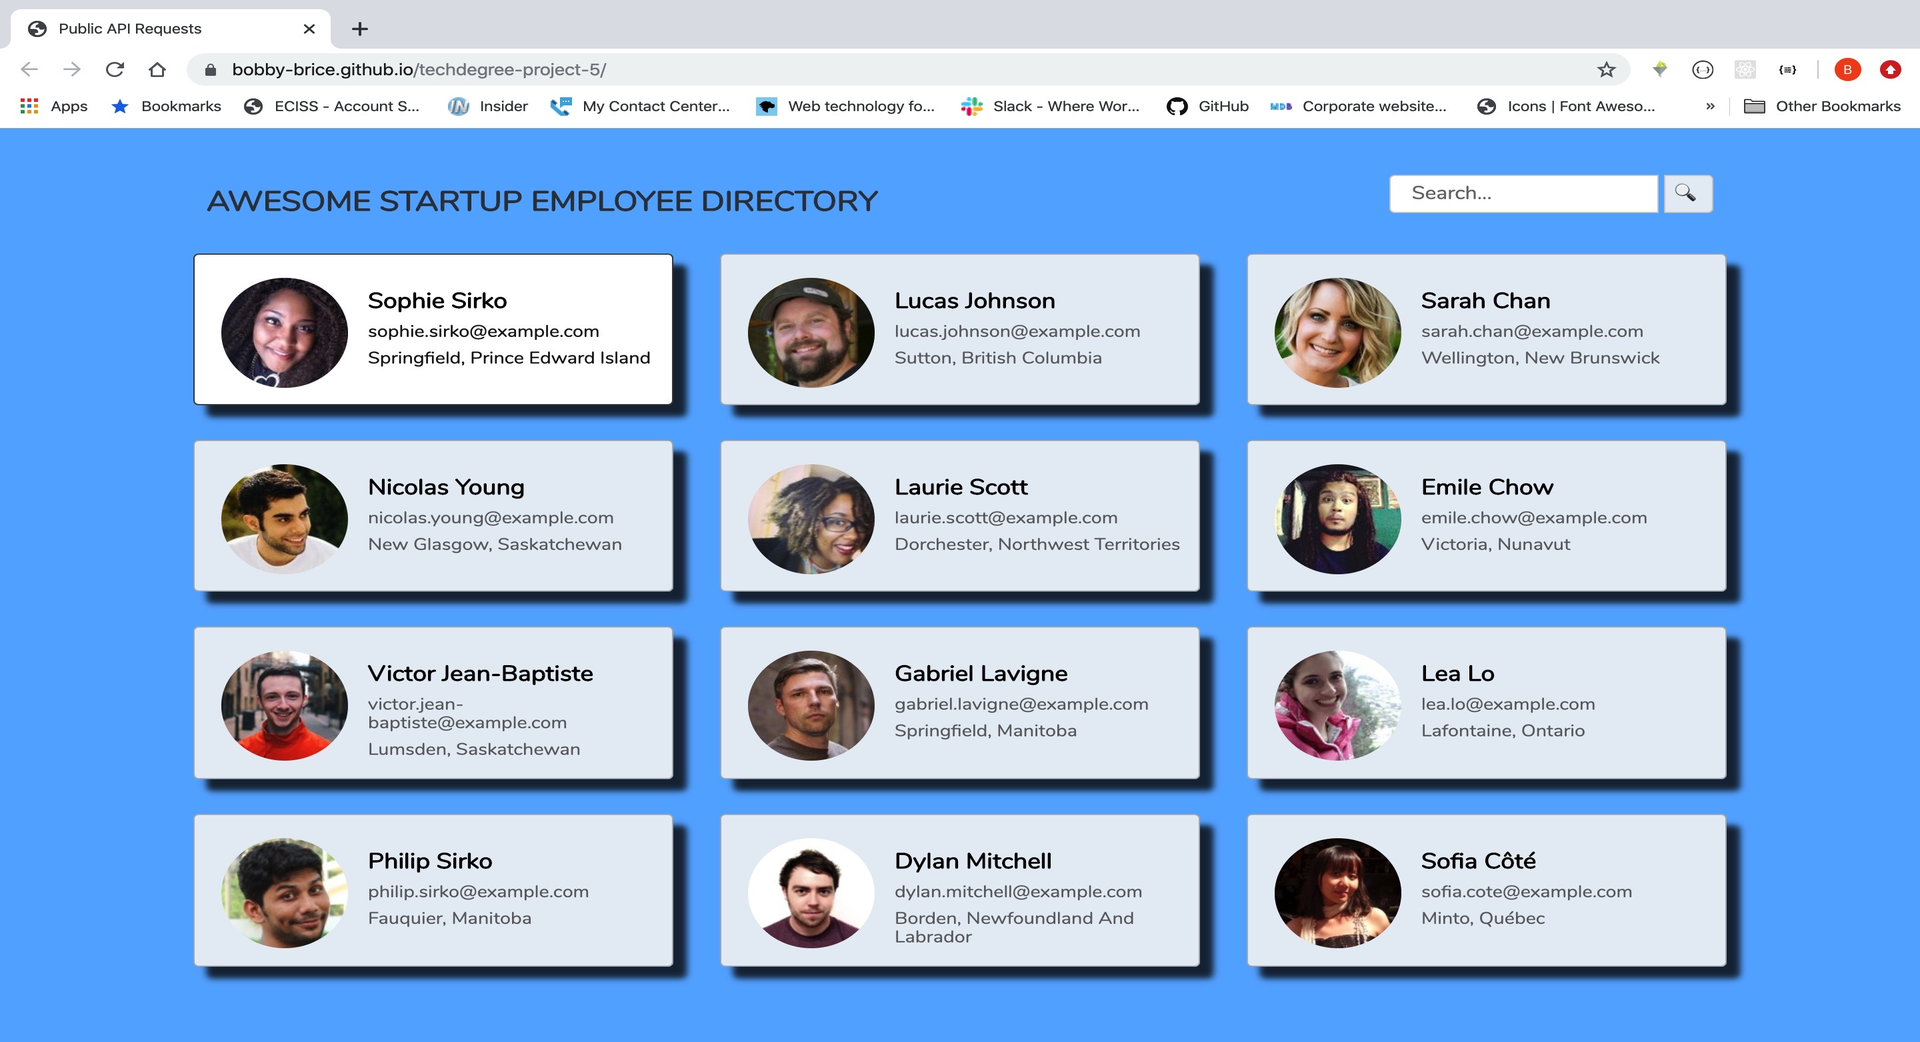 Public API Requests
bobby-brice.github.io/techdegree-project-5/
B
Apps
Bookmarks
ECISS - Account S...
Insider
My Contact Center...
Web technology fo...
Slack - Where Wor...
GitHub
MDB
Corporate website...
Icons | Font Aweso...
»
Other Bookmarks
AWESOME STARTUP EMPLOYEE DIRECTORY
Search...
Sophie Sirko
sophie.sirko@example.com
Springfield, Prince Edward Island
Lucas Johnson
lucas.johnson@example.com
Sutton, British Columbia
Sarah Chan
sarah.chan@example.com
Wellington, New Brunswick
Nicolas Young
nicolas.young@example.com
New Glasgow, Saskatchewan
Laurie Scott
laurie.scott@example.com
Dorchester, Northwest Territories
Emile Chow
emile.chow@example.com
Victoria, Nunavut
Victor Jean-Baptiste
victor.jean-
baptiste@example.com
Lumsden, Saskatchewan
Gabriel Lavigne
gabriel.lavigne@example.com
Springfield, Manitoba
Lea Lo
lea.lo@example.com
Lafontaine, Ontario
Philip Sirko
philip.sirko@example.com
Fauquier, Manitoba
Dylan Mitchell
dylan.mitchell@example.com
Borden, Newfoundland And
Labrador
Sofia Côté
sofia.cote@example.com
Minto, Québec